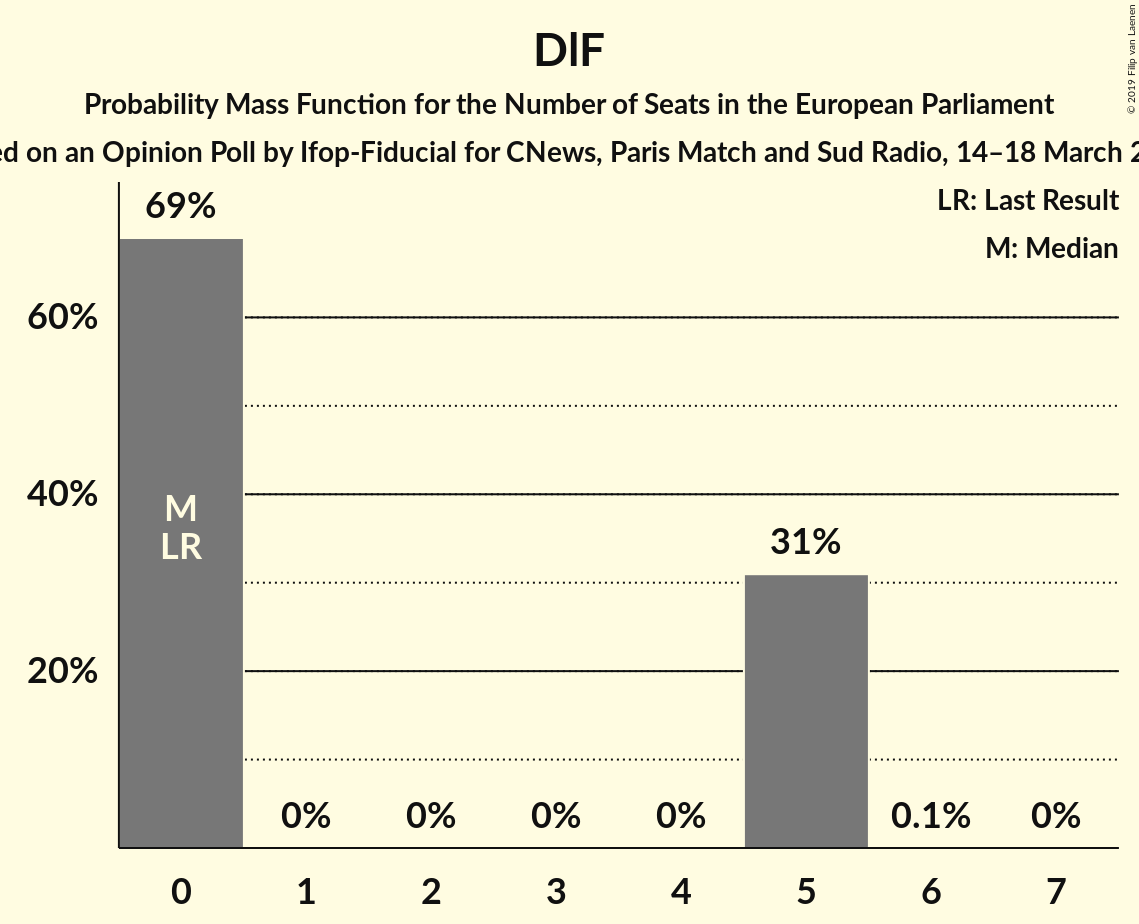 DlF
Probability Mass Function for the Number of Seats in the European Parliament
on an Opinion Poll by Ifop-Fiducial for CNews, Paris Match and Sud Radio, 14–18 March
© 2019 Filip van Laenen
LR: Last Result
M: Median
69%
60%
40%
20%
M
LR
31%
0%
0%
0%
0%
0.1%
0%
0 1 2 3 4 5 6 7